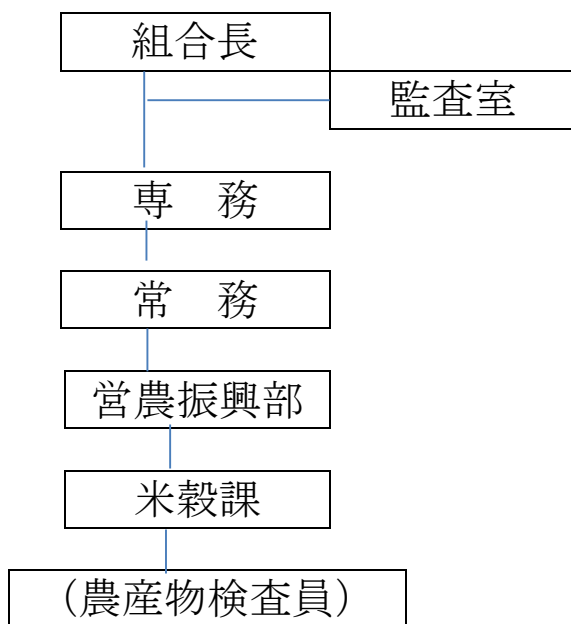 組合長
監査室
専　務
常　務
営農振興部
米穀課
（農産物検査員）